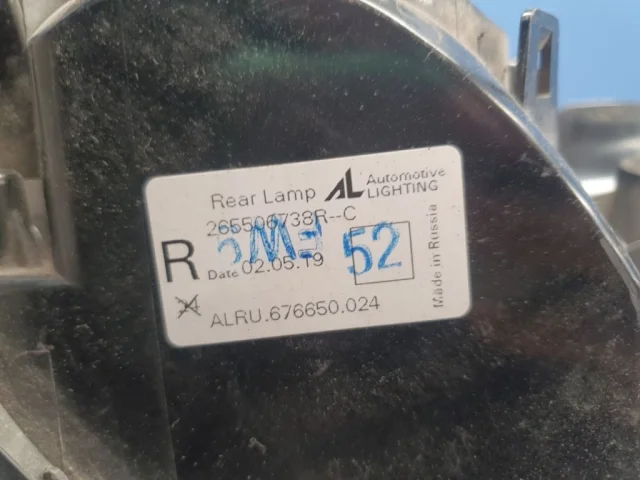 Rear Lamp AL Automotive LIGHTING
265506738R--C
R
Date 02.05.19
52
ALRU.676650.024
Made in Russia